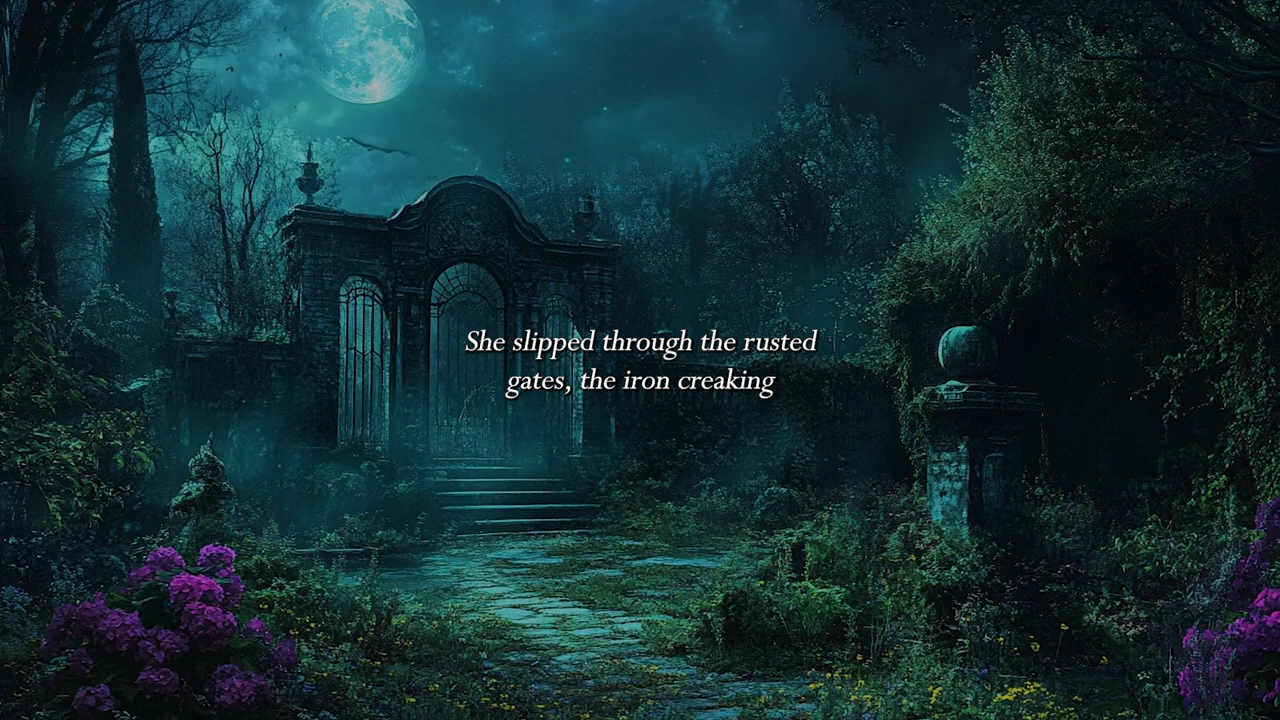 She slipped through the rusted
gates, the iron creaking